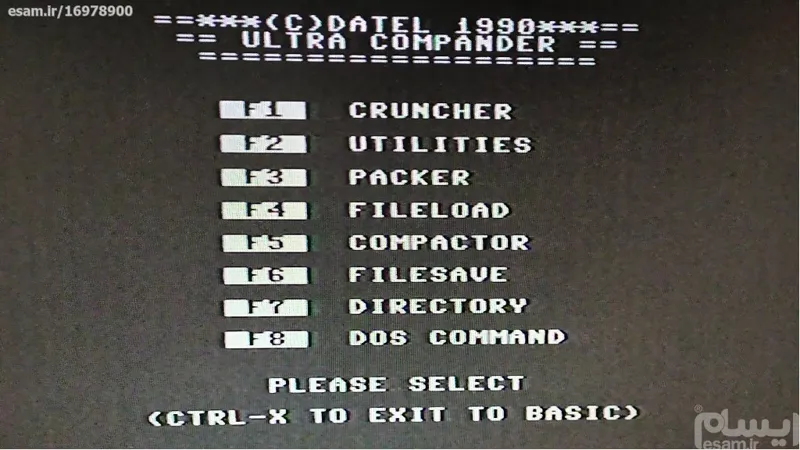 esam.ir/16978900
==***(C)DATEL 1990***==
== ULTRA COMPANDER ==
====================
F1 CRUNCHER
F2 UTILITIES
F3 PACKER
F4 FILELOAD
F5 COMPACTOR
F6 FILESAVE
F7 DIRECTORY
F8 DOS COMMAND
PLEASE SELECT
(CTRL-X TO EXIT TO BASIC)
ایسام®
esam.ir